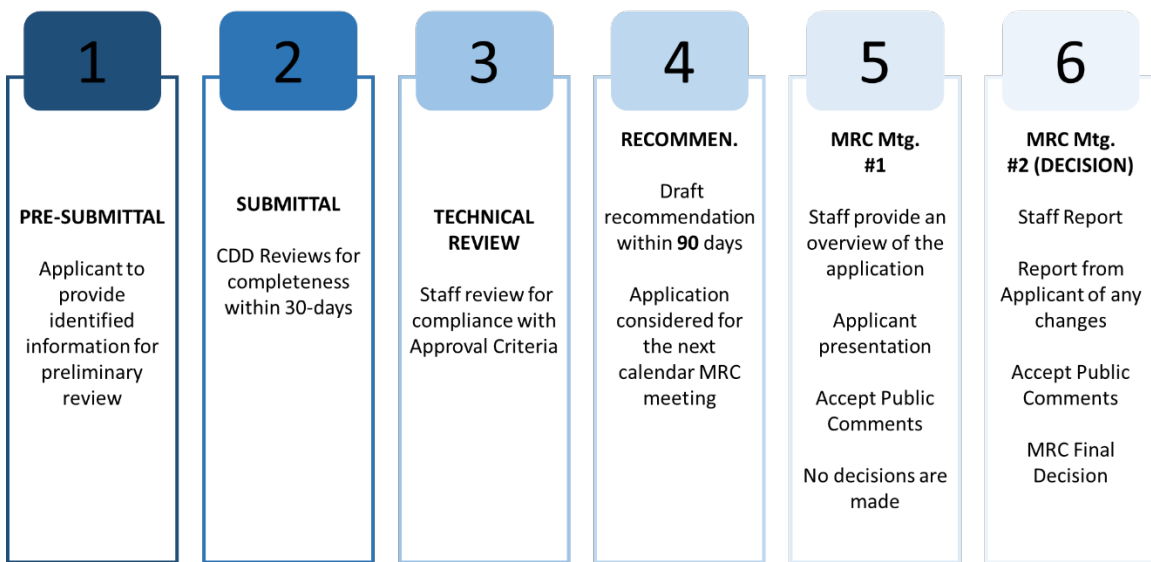 1
PRE-SUBMITTAL
Applicant to
provide
identified
information for
preliminary
review
2
SUBMITTAL
CDD Reviews for
completeness
within 30-days
3
TECHNICAL
REVIEW
Staff review for
compliance with
Approval Criteria
4
RECOMMEN.
Draft
recommendation
within 90 days
Application
considered for
the next
calendar MRC
meeting
5
MRC Mtg.
#1
Staff provide an
overview of the
application
Applicant
presentation
Accept Public
Comments
No decisions are
made
6
MRC Mtg.
#2 (DECISION)
Staff Report
Report from
Applicant of any
changes
Accept Public
Comments
MRC Final
Decision